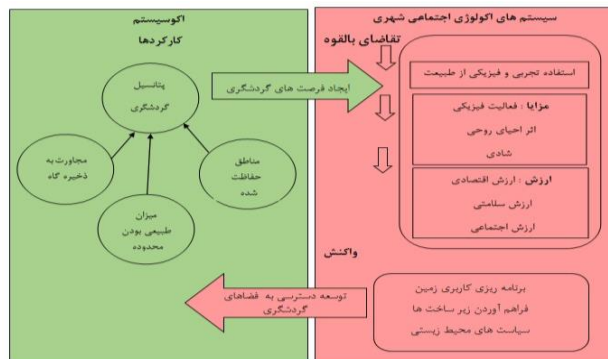 سیستم های اکولوژی اجتماعی شهری
تقاضای بالقوه
استفاده تجربی و فیزیکی از طبیعت
مزایا : فعالیت فیزیکی
اثر احیای روحی
شادی
ارزش : ارزش اقتصادی
ارزش سلامتی
ارزش اجتماعی
واکنش
برنامه ریزی کاربری زمین
فراهم آوردن زیر ساخت ها
سیاست های محیط زیستی
اکوسیستم
کارکردها
پتانسیل
گردشگری
ایجاد فرصت های گردشگری
مناطق
حفاظت
شده
میزان
طبیعی بودن
محدوده
مجاورت به
ذخیره گاه
توسعه دسترسی به فضاهای
گردشگری